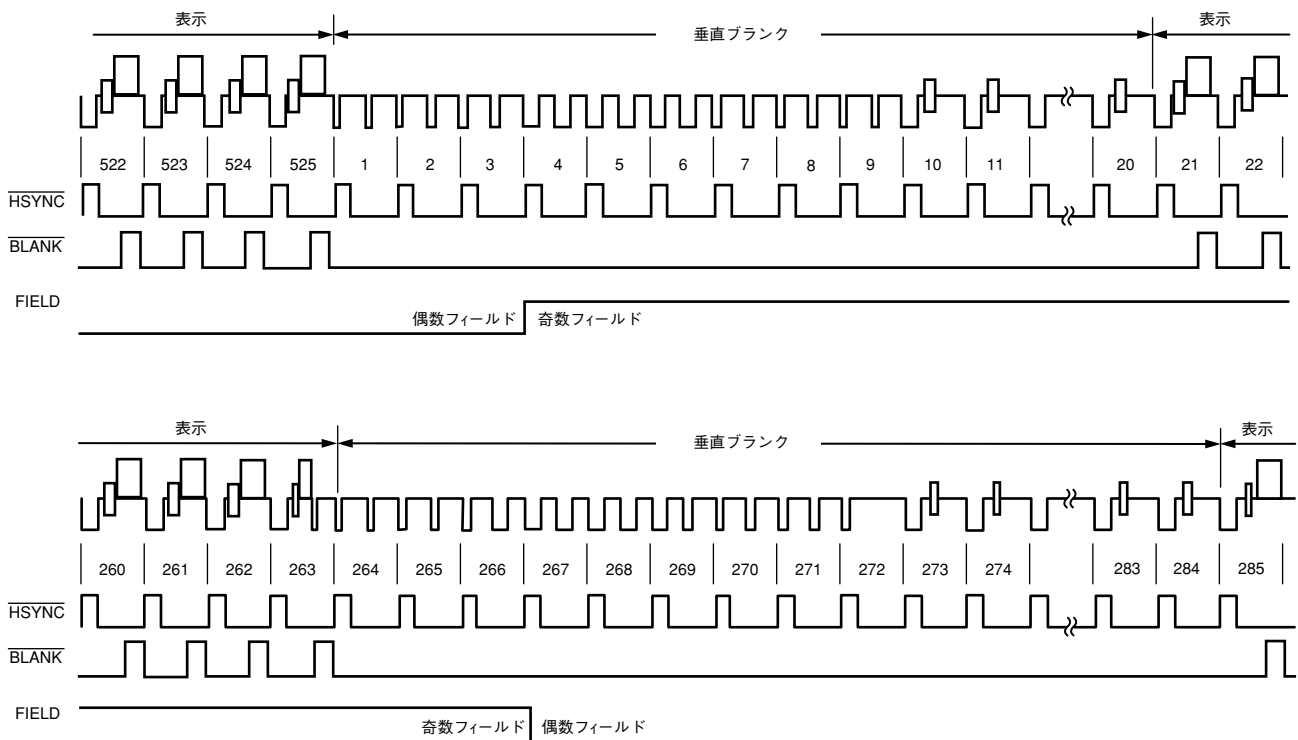 表示 垂直ブランク 表示
522 523 524 525 1 2 3 4 5 6 7 8 9 10 11 20 21 22
HSYNC
BLANK
FIELD
偶数フィールド 奇数フィールド
表示 垂直ブランク 表示
260 261 262 263 264 265 266 267 268 269 270 271 272 273 274 283 284 285
HSYNC
BLANK
FIELD
奇数フィールド 偶数フィールド